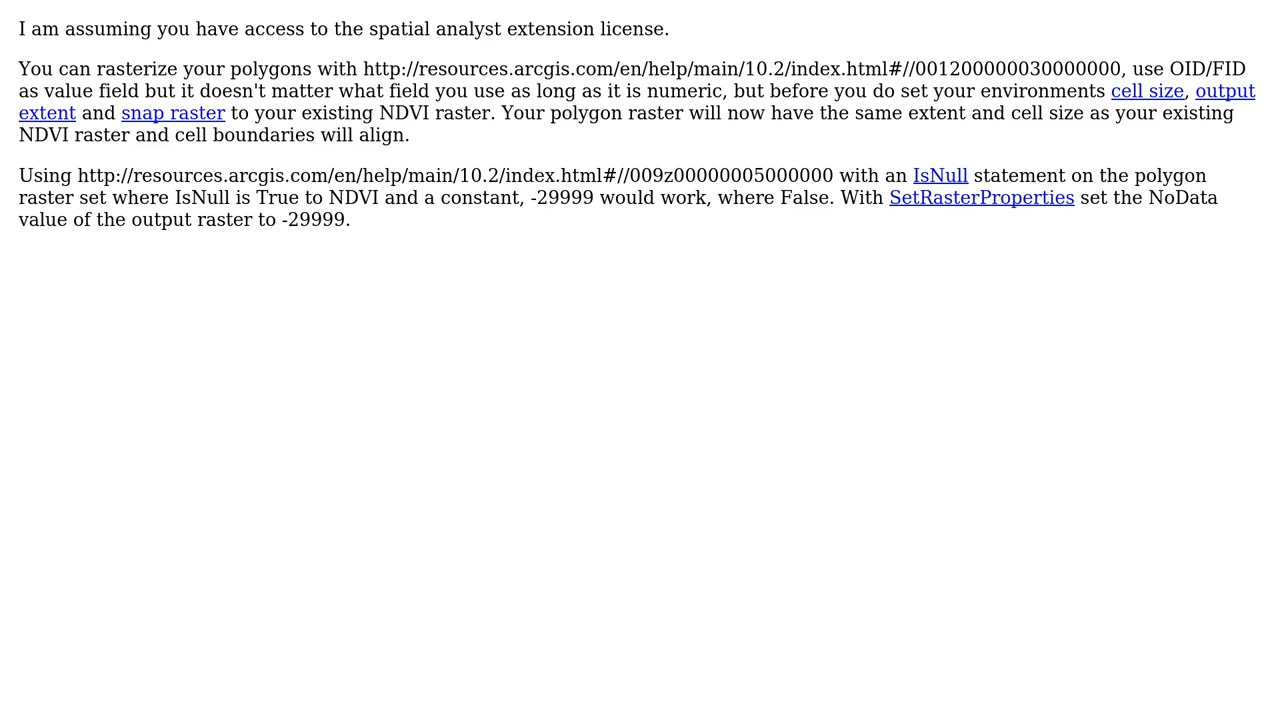 I am assuming you have access to the spatial analyst extension license.
You can rasterize your polygons with http://resources.arcgis.com/en/help/main/10.2/index.html#//001200000030000000, use OID/FID
as value field but it doesn't matter what field you use as long as it is numeric, but before you do set your environments cell size, output
extent and snap raster to your existing NDVI raster. Your polygon raster will now have the same extent and cell size as your existing
NDVI raster and cell boundaries will align.
Using http://resources.arcgis.com/en/help/main/10.2/index.html#//009z00000005000000 with an IsNull statement on the polygon
raster set where IsNull is True to NDVI and a constant, -29999 would work, where False. With SetRasterProperties set the NoData
value of the output raster to -29999.